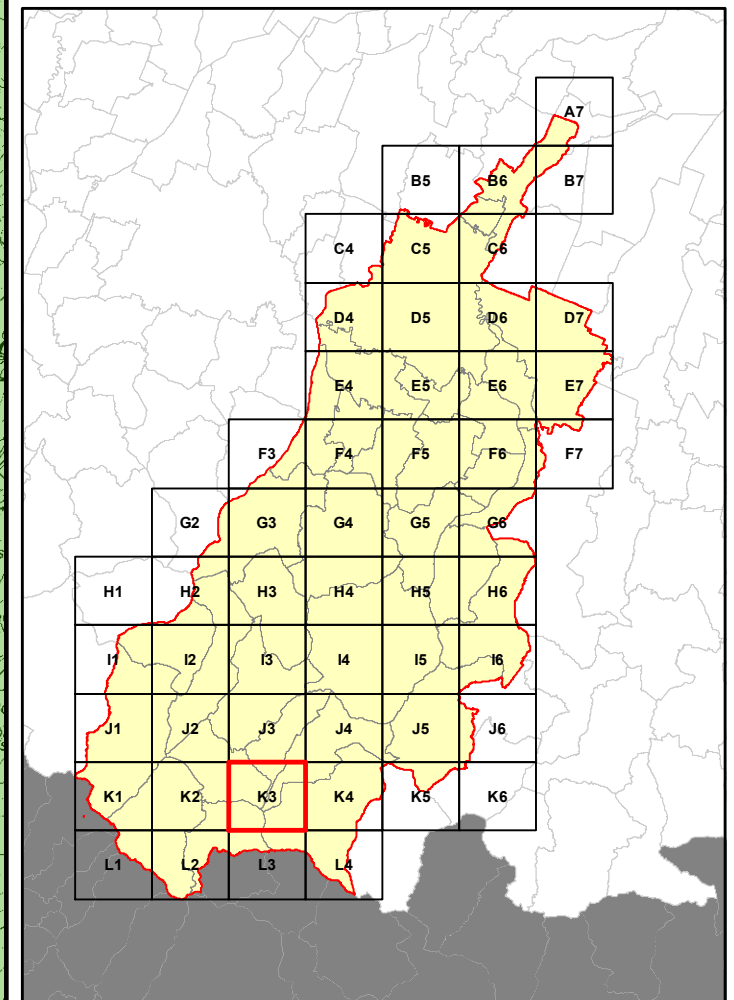 A7
B5 B6 B7
C4 C5 C6
D4 D5 D6 D7
E4 E5 E6 E7
F3 F4 F5 F6 F7
G2 G3 G4 G5 G6
H1 H2 H3 H4 H5 H6
I1 I2 I3 I4 I5 I6
J1 J2 J3 J4 J5 J6
K1 K2 K3 K4 K5 K6
L1 L2 L3 L4